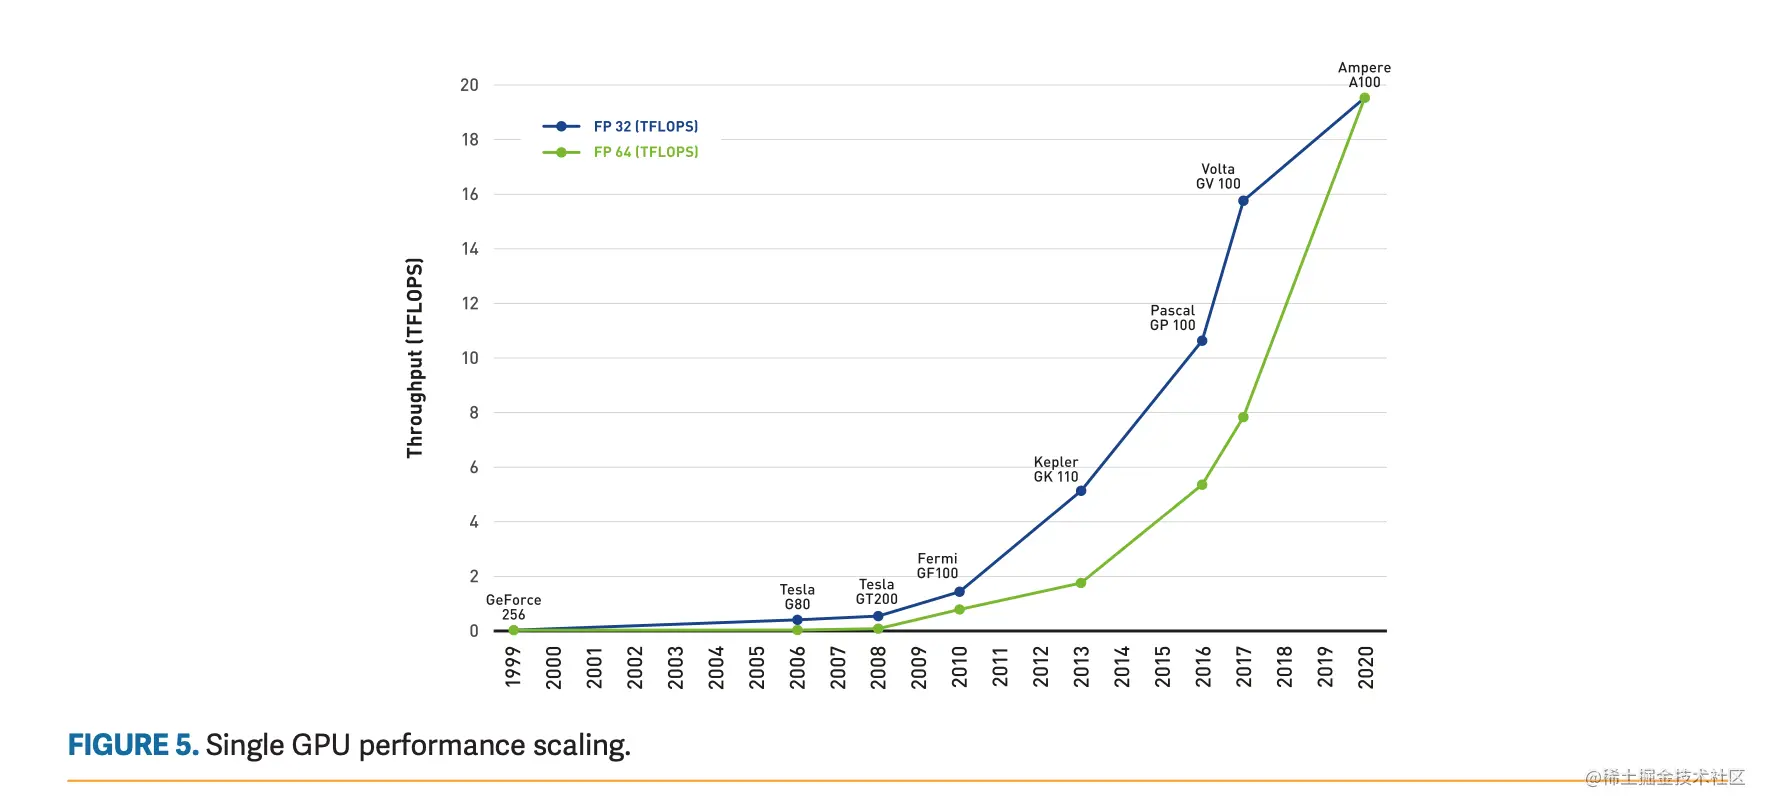 Ampere
A100
20
FP 32 (TFLOPS)
18
FP 64 (TFLOPS)
Volta
GV 100
16
14
12
Pascal
GP 100
10
Throughput (TFLOPS)
8
6
Kepler
GK 110
4
Fermi
GF100
2
Tesla
GT200
Tesla
G80
GeForce
256
0
1999
2000
2001
2002
2003
2004
2005
2006
2007
2008
2009
2010
2011
2012
2013
2014
2015
2016
2017
2018
2019
2020
FIGURE 5. Single GPU performance scaling.
@稀土掘金技术社区